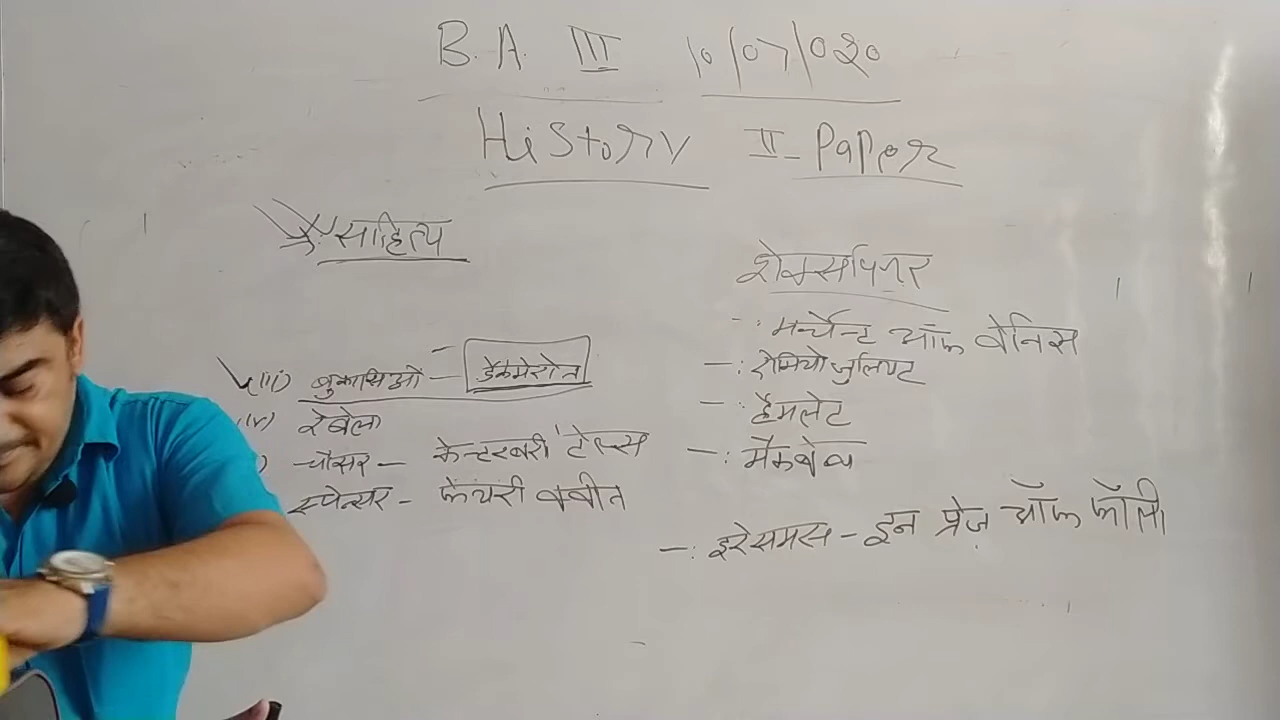 B.A. III 10/07/020
History II - Paper
साहित्य
(iii) बुकासिओ - डेकेमेरोन
(iv) रेबेला
चौसर - केन्टरबरी टेल्स
स्पेन्सर - फेयरी क्वीन
शेक्सपियर
-: मर्चेन्ट ऑफ वेनिस
-: रोमियो जुलियट
-: हैमलेट
-: मैकबेथ
-: इरेसमस - इन प्रेज़ ऑफ फॉली